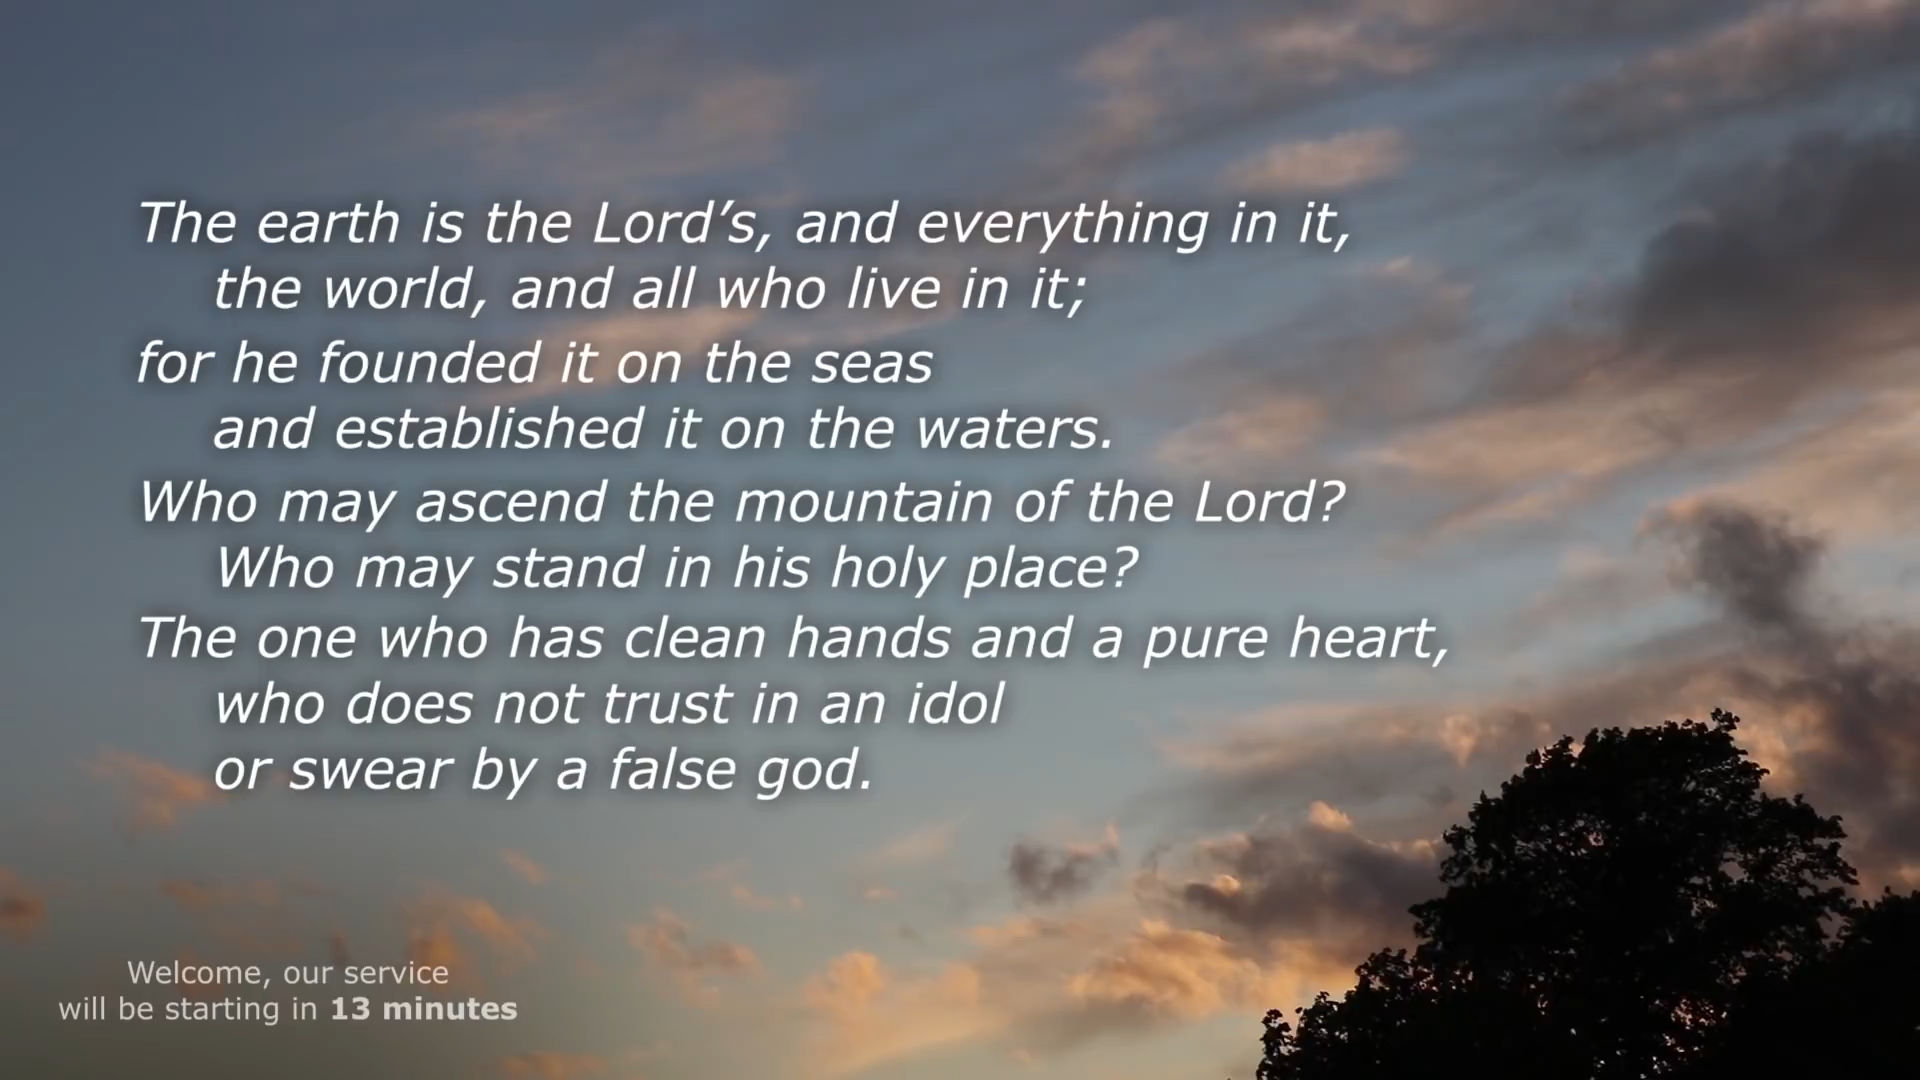 The earth is the Lord’s, and everything in it,
the world, and all who live in it;
for he founded it on the seas
and established it on the waters.
Who may ascend the mountain of the Lord?
Who may stand in his holy place?
The one who has clean hands and a pure heart,
who does not trust in an idol
or swear by a false god.
Welcome, our service
will be starting in 13 minutes